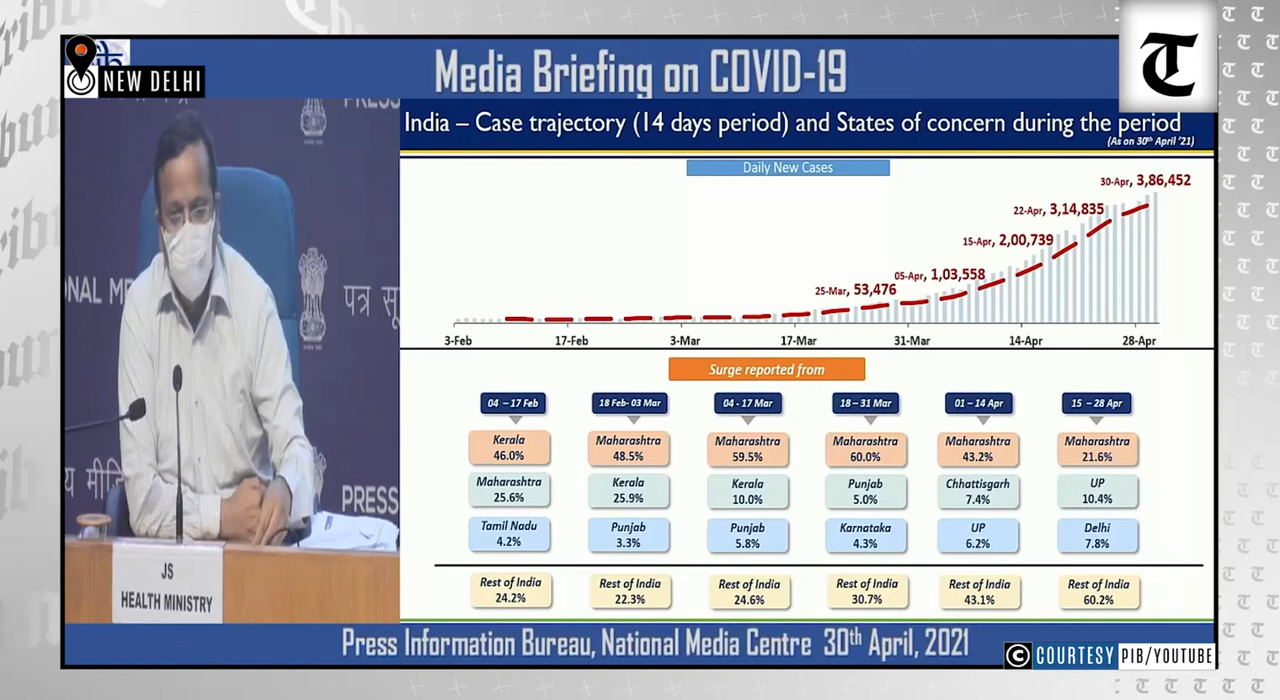 NEW DELHI
Media Briefing on COVID-19
India – Case trajectory (14 days period) and States of concern during the period
(As on 30th April '21)
Daily New Cases
30-Apr, 3,86,452
22-Apr, 3,14,835
15-Apr, 2,00,739
05-Apr, 1,03,558
25-Mar, 53,476
3-Feb 17-Feb 3-Mar 17-Mar 31-Mar 14-Apr 28-Apr
Surge reported from
04 – 17 Feb 18 Feb- 03 Mar 04 - 17 Mar 18 – 31 Mar 01 – 14 Apr 15 – 28 Apr
Kerala Maharashtra Maharashtra Maharashtra Maharashtra Maharashtra
46.0% 48.5% 59.5% 60.0% 43.2% 21.6%
Maharashtra Kerala Kerala Punjab Chhattisgarh UP
25.6% 25.9% 10.0% 5.0% 7.4% 10.4%
Tamil Nadu Punjab Punjab Karnataka UP Delhi
4.2% 3.3% 5.8% 4.3% 6.2% 7.8%
Rest of India Rest of India Rest of India Rest of India Rest of India Rest of India
24.2% 22.3% 24.6% 30.7% 43.1% 60.2%
पत्र सू
PRESS
JS
HEALTH MINISTRY
Press Information Bureau, National Media Centre 30th April, 2021
C COURTESY PIB/YOUTUBE